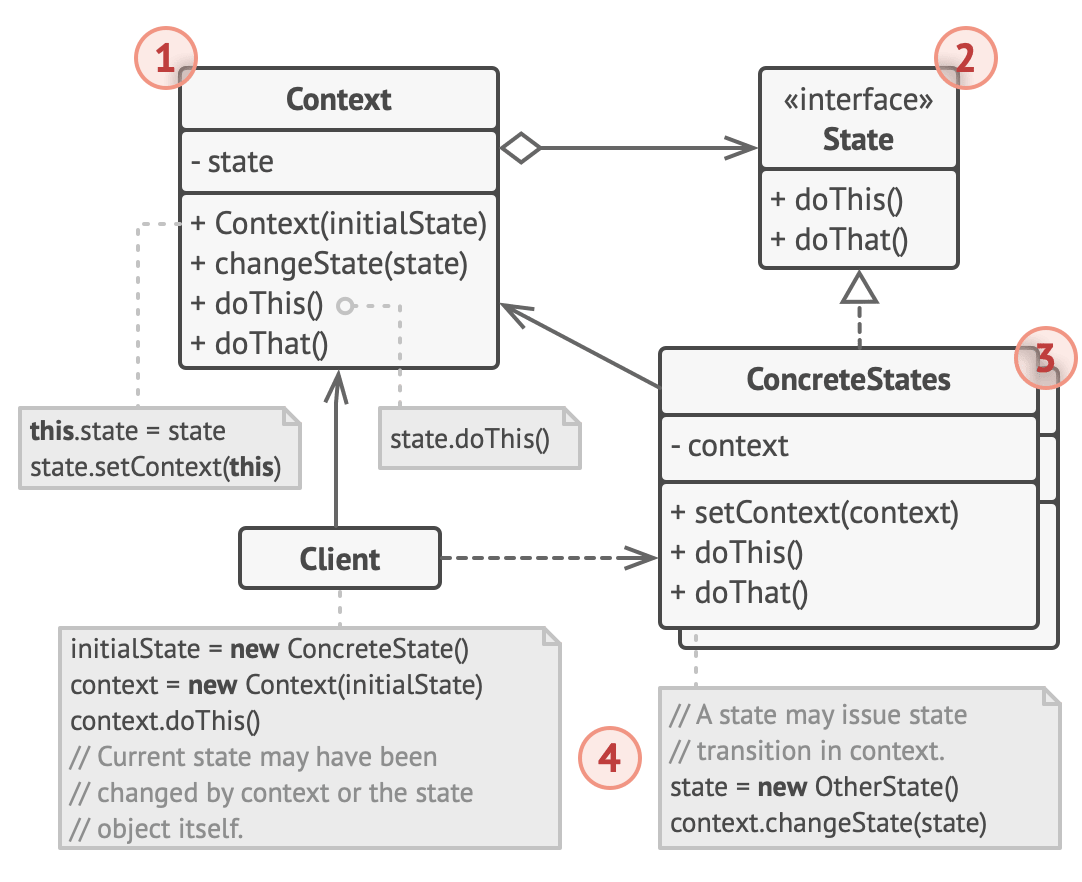 1
Context
- state
+ Context(initialState)
+ changeState(state)
+ doThis()
+ doThat()
2
«interface»
State
+ doThis()
+ doThat()
this.state = state
state.setContext(this)
state.doThis()
3
ConcreteStates
- context
+ setContext(context)
+ doThis()
+ doThat()
Client
initialState = new ConcreteState()
context = new Context(initialState)
context.doThis()
// Current state may have been
// changed by context or the state
// object itself.
4
// A state may issue state
// transition in context.
state = new OtherState()
context.changeState(state)